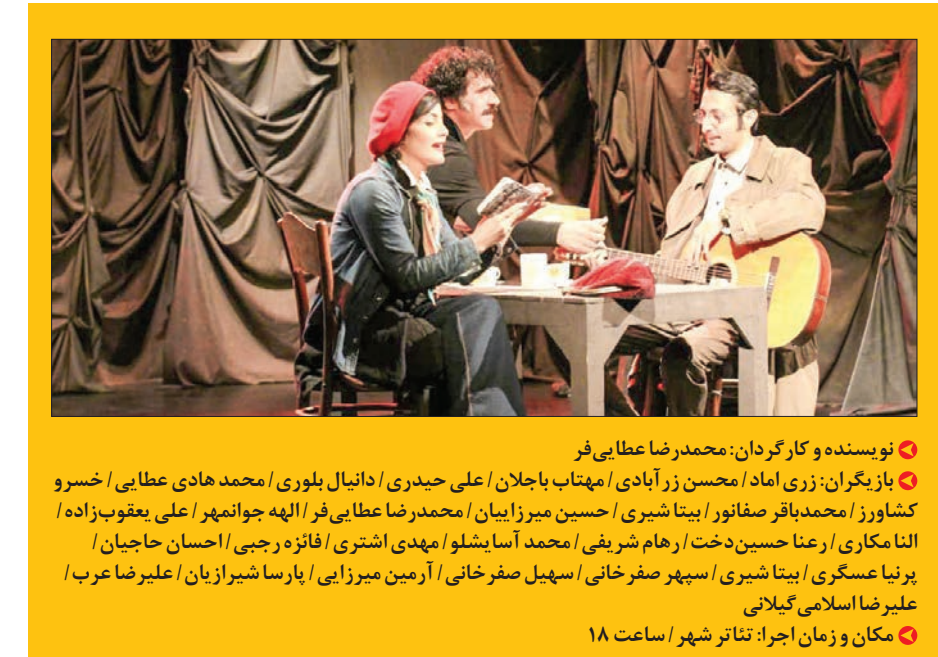 نویسنده و کارگردان: محمدرضا عطایی‌فر
بازیگران: زری اماد / محسن زرآبادی / مهتاب باجلان / علی حیدری / دانیال بلوری / محمد هادی عطایی / خسرو
کشاورز / محمدباقر صفانور / بیتا شیری / حسین میرزاییان / محمدرضا عطایی‌فر / الهه جوانمهر / علی یعقوب‌زاده /
النا مکاری / رعنا حسین‌دخت / رهام شریفی / محمد آسایشلو / مهدی اشتری / فائزه رجبی / احسان حاجیان /
پرنیا عسگری / بیتا شیری / سپهر صفرخانی / سهیل صفرخانی / آرمین میرزایی / پارسا شیرازیان / علیرضا عرب /
علیرضا اسلامی گیلانی
مکان و زمان اجرا: تئاتر شهر / ساعت ۱۸